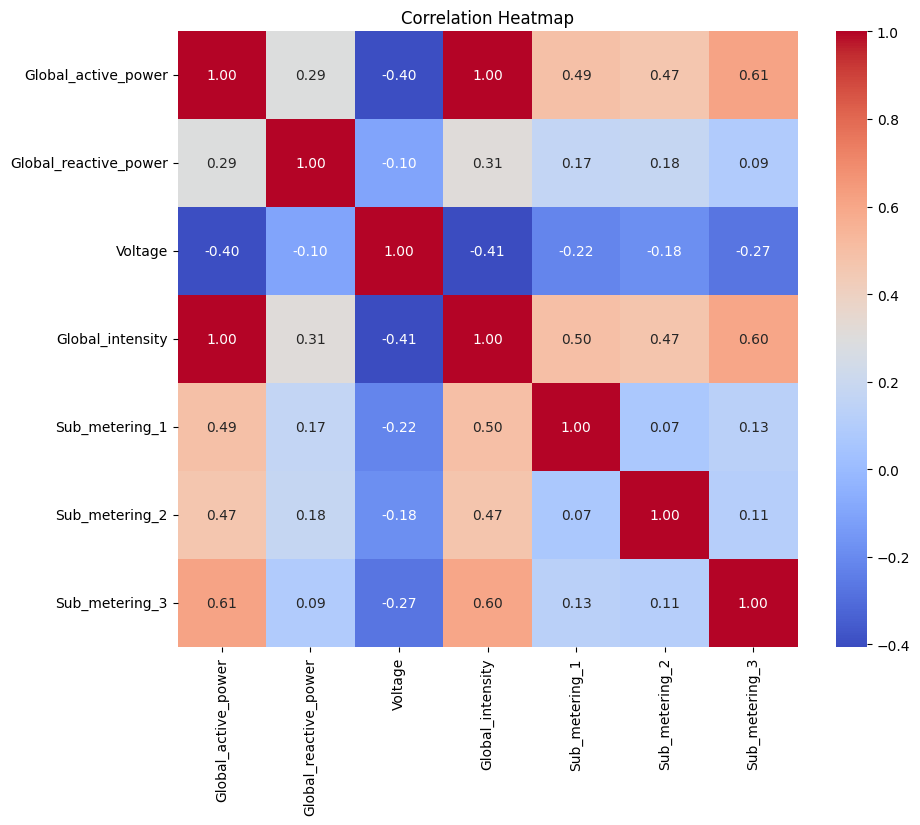 Correlation Heatmap
Global_active_power 1.00 0.29 -0.40 1.00 0.49 0.47 0.61
Global_reactive_power 0.29 1.00 -0.10 0.31 0.17 0.18 0.09
Voltage -0.40 -0.10 1.00 -0.41 -0.22 -0.18 -0.27
Global_intensity 1.00 0.31 -0.41 1.00 0.50 0.47 0.60
Sub_metering_1 0.49 0.17 -0.22 0.50 1.00 0.07 0.13
Sub_metering_2 0.47 0.18 -0.18 0.47 0.07 1.00 0.11
Sub_metering_3 0.61 0.09 -0.27 0.60 0.13 0.11 1.00
Global_active_power
Global_reactive_power
Voltage
Global_intensity
Sub_metering_1
Sub_metering_2
Sub_metering_3
1.0
0.8
0.6
0.4
0.2
0.0
−0.2
−0.4